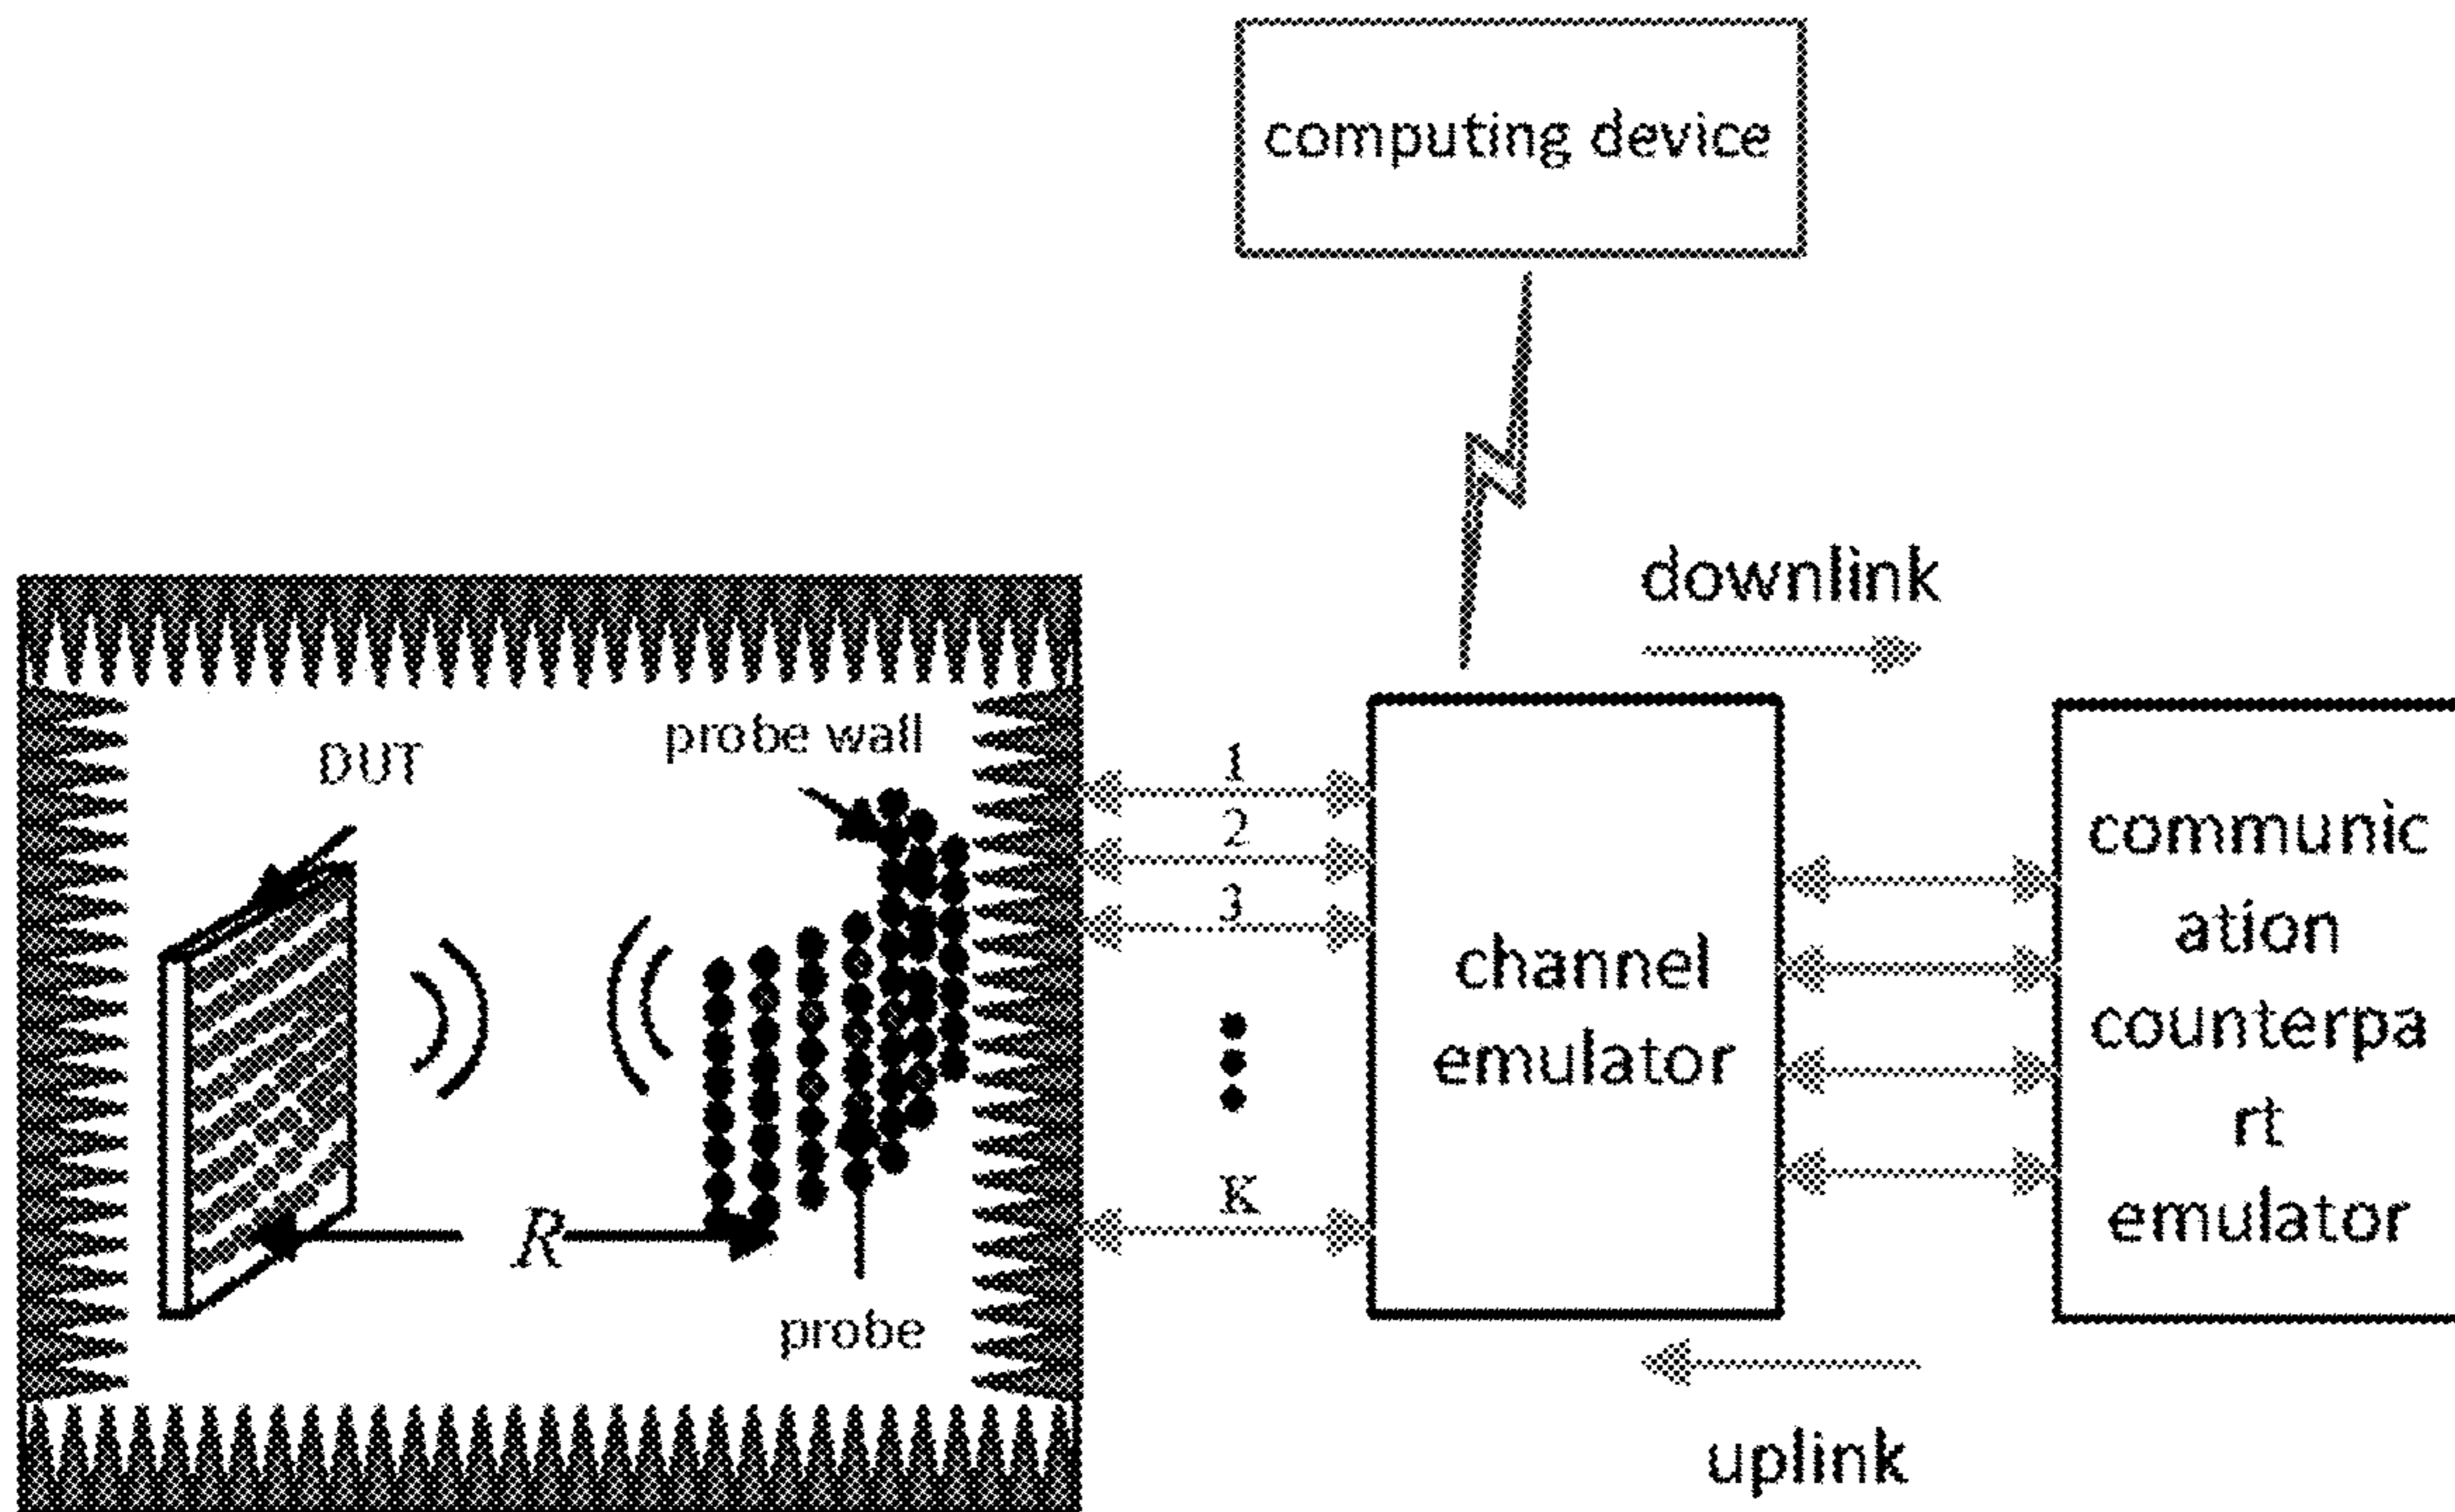 computing device
downlink
probe wall
DUT
1
2
3
K
channel
emulator
communic
ation
counterpa
rt
emulator
R
probe
uplink